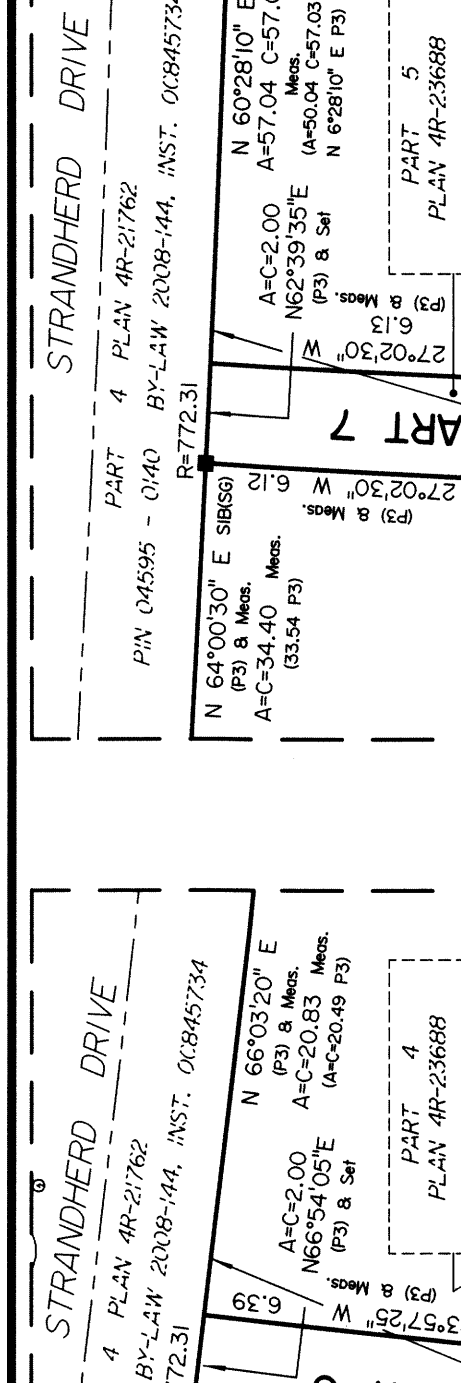 STRANDHERD DRIVE
PART 4 PLAN 4R-21762
PIN 04595 - 0140 BY-LAW 2008-144, INST. OC845734
R=772.31
N 60°28'10" E
A=57.04 C=57.0
Meas.
(A=50.04 C=57.03
N 6°28'10" E P3)
A=C=2.00
N62°39'35"E
(P3) & Set
PART 5
PLAN 4R-23688
(P3) & Meas.
6.13
27°02'30" W
ART 7
27°02'30" W 6.12
(P3) & Meas.
SIB(SG)
N 64°00'30" E
(P3) & Meas.
A=C=34.40 Meas.
(33.54 P3)
STRANDHERD DRIVE
4 PLAN 4R-21762
BY-LAW 2008-144, INST. OC845734
72.31
N 66°03'20" E
(P3) & Meas.
A=C=20.83 Meas.
(A=C=20.49 P3)
A=C=2.00
N66°54'05"E
(P3) & Set
PART 4
PLAN 4R-23688
(P3) & Meas.
6.39
3°57'25" W